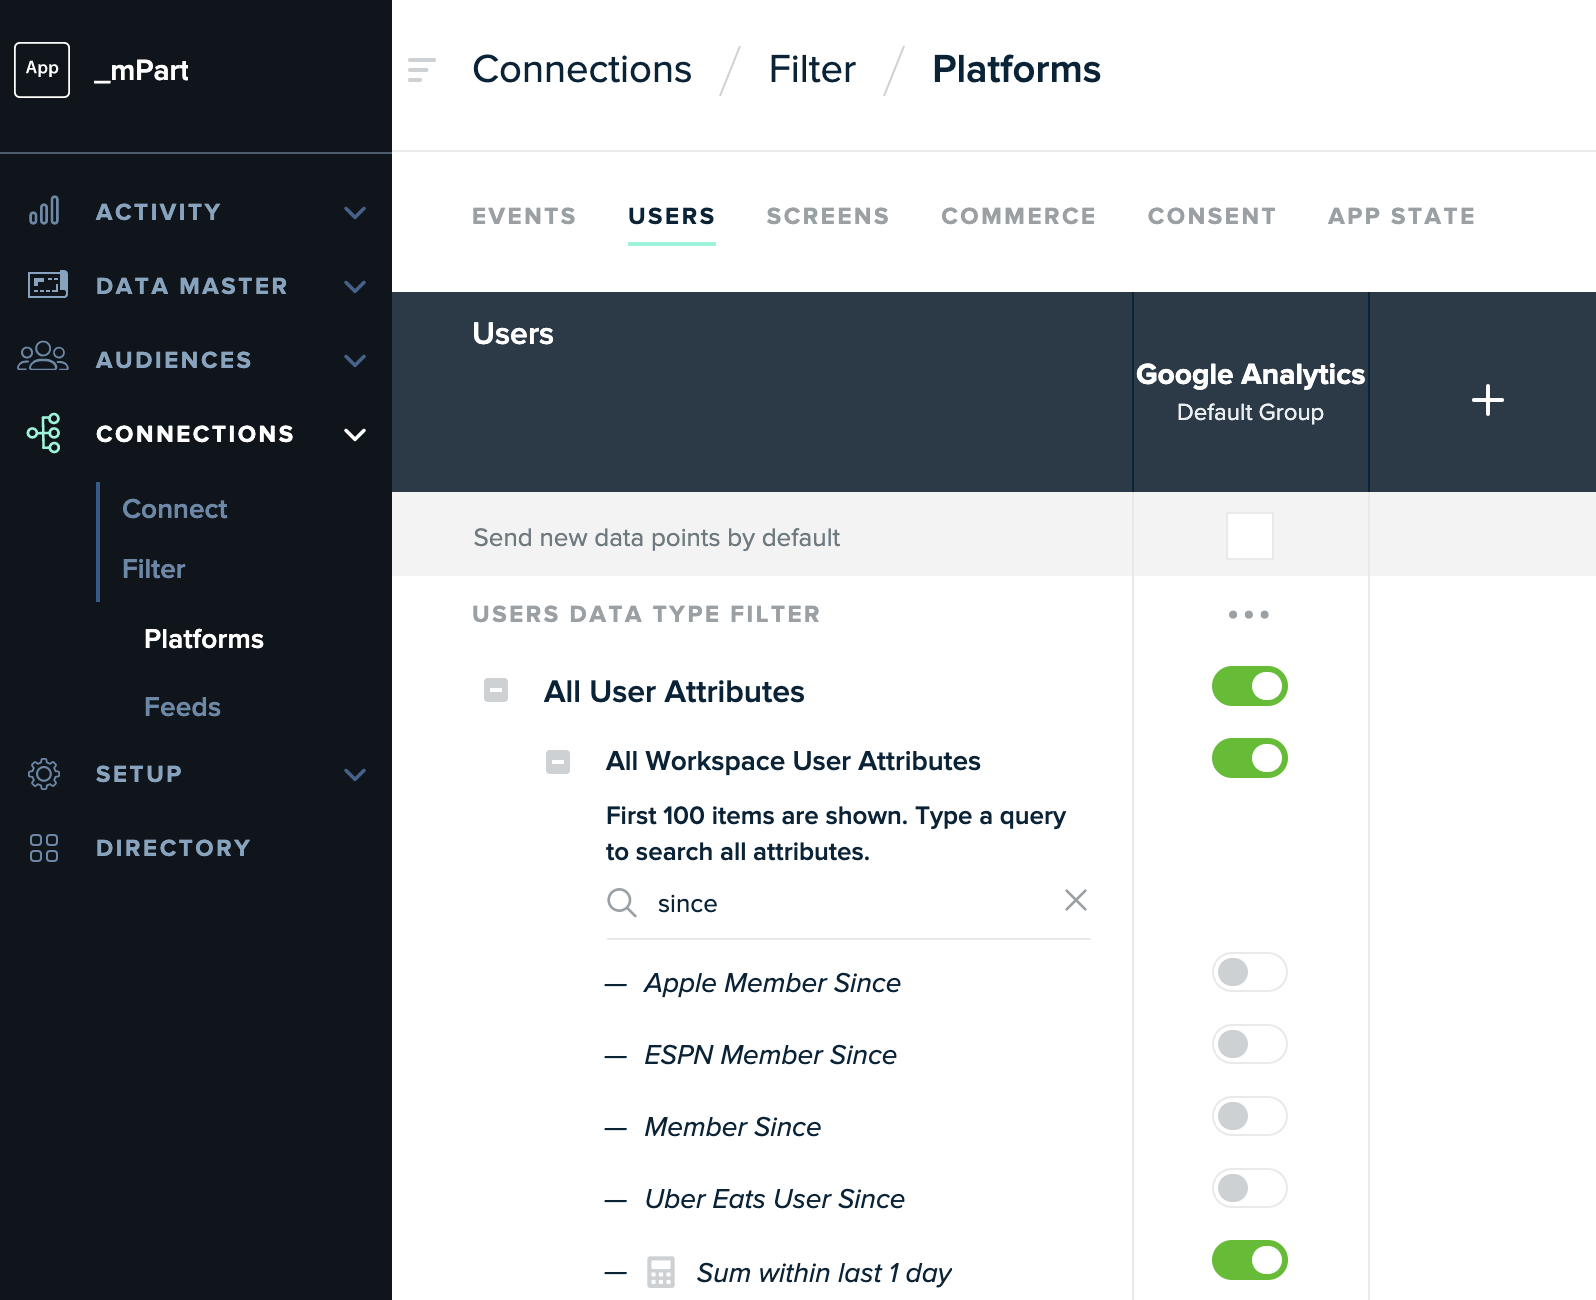 App
_mPart
ACTIVITY
DATA MASTER
AUDIENCES
CONNECTIONS
Connect
Filter
Platforms
Feeds
SETUP
DIRECTORY
Connections / Filter / Platforms
EVENTS USERS SCREENS COMMERCE CONSENT APP STATE
Users
Google Analytics
Default Group
+
Send new data points by default
USERS DATA TYPE FILTER
All User Attributes
All Workspace User Attributes
First 100 items are shown. Type a query
to search all attributes.
since
— Apple Member Since
— ESPN Member Since
— Member Since
— Uber Eats User Since
— Sum within last 1 day